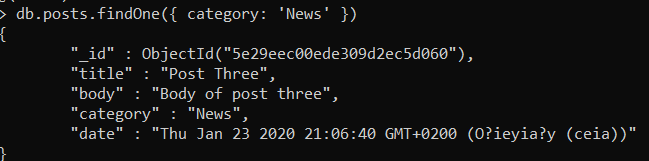 > db.posts.findOne({ category: 'News' })
{
        "_id" : ObjectId("5e29eec00ede309d2ec5d060"),
        "title" : "Post Three",
        "body" : "Body of post three",
        "category" : "News",
        "date" : "Thu Jan 23 2020 21:06:40 GMT+0200 (O?ieyia?y (ceia))"
}